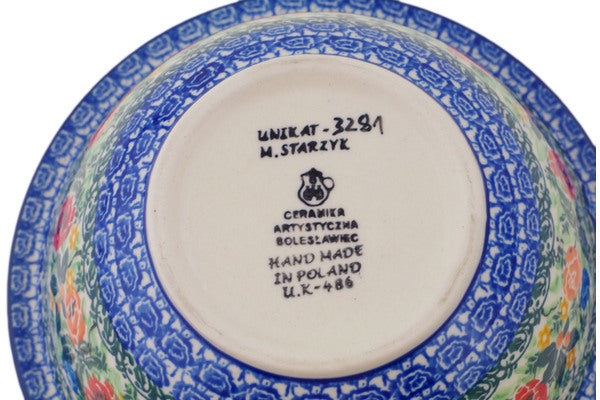 UNIKAT-3281
M. STARZYK
CERAMIKA
ARTYSTYCZNA
BOLESŁAWIEC
HAND MADE
IN POLAND
U.K-486